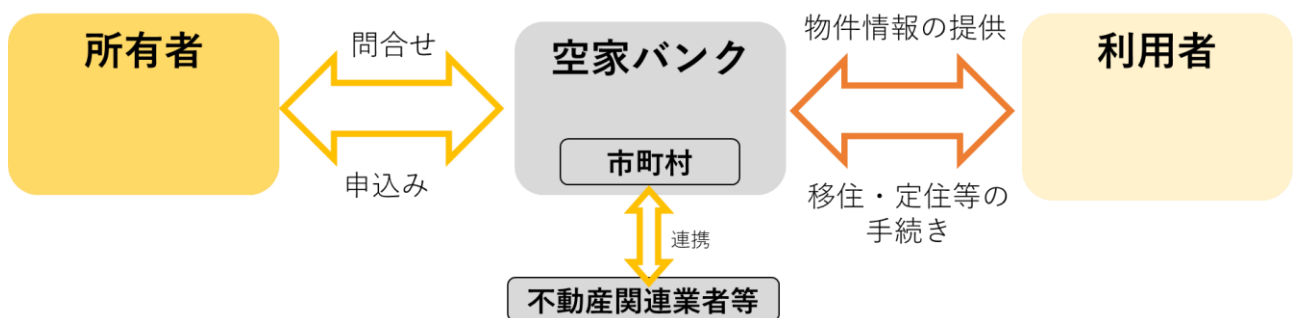 所有者
問合せ
申込み
空家バンク
市町村
連携
不動産関連業者等
物件情報の提供
移住・定住等の
手続き
利用者